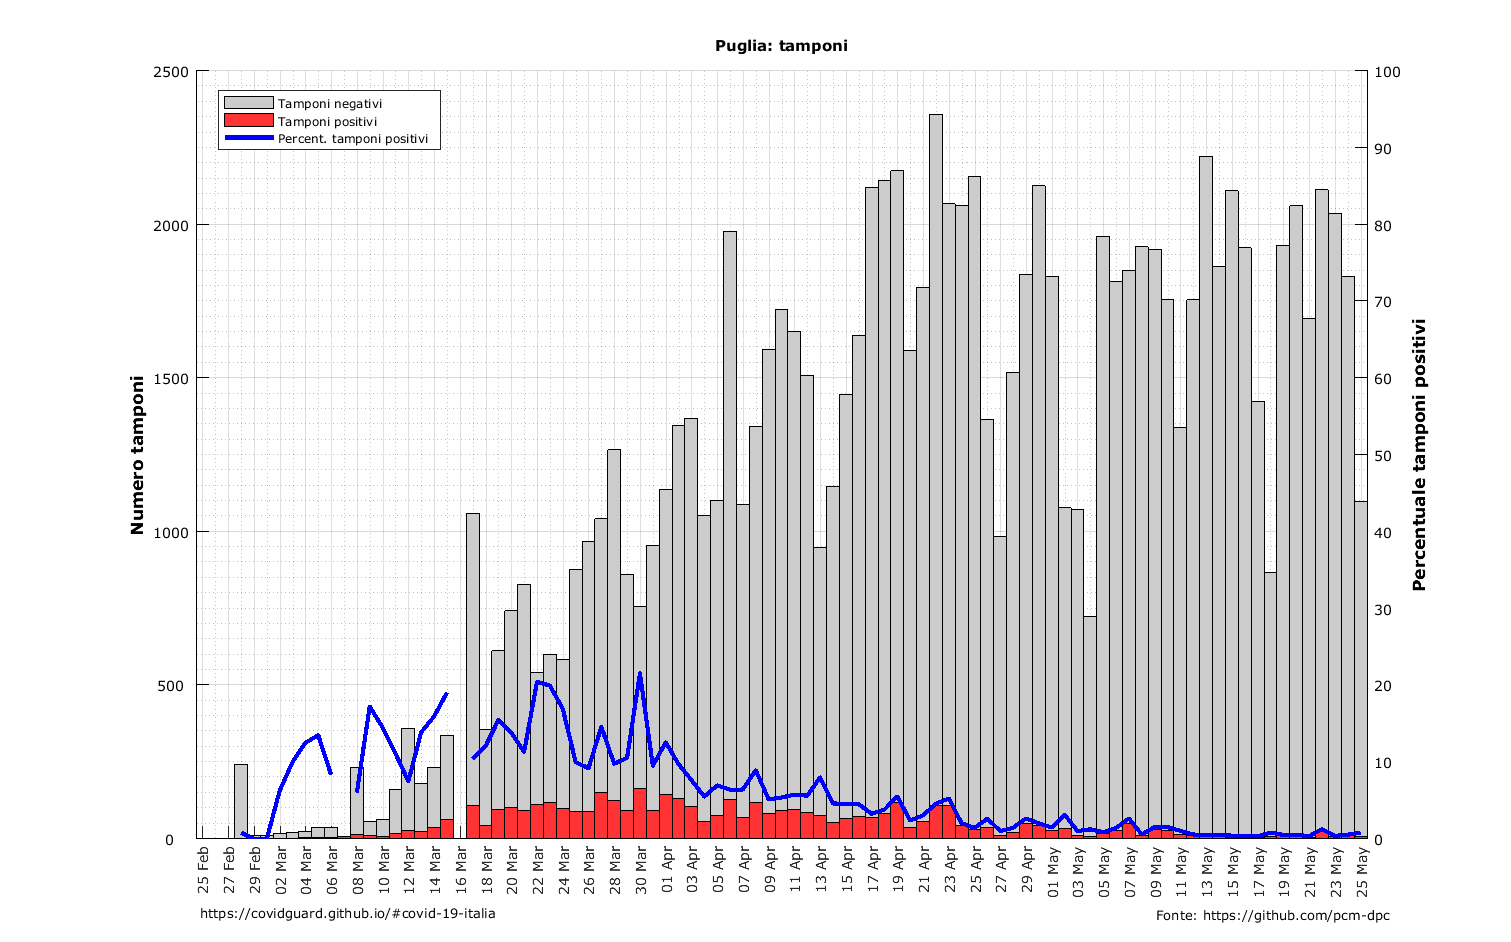 Puglia: tamponi
Tamponi negativi
Tamponi positivi
Percent. tamponi positivi
Numero tamponi
2500
2000
1500
1000
500
0
Percentuale tamponi positivi
100
90
80
70
60
50
40
30
20
10
0
25 Feb
27 Feb
29 Feb
02 Mar
04 Mar
06 Mar
08 Mar
10 Mar
12 Mar
14 Mar
16 Mar
18 Mar
20 Mar
22 Mar
24 Mar
26 Mar
28 Mar
30 Mar
01 Apr
03 Apr
05 Apr
07 Apr
09 Apr
11 Apr
13 Apr
15 Apr
17 Apr
19 Apr
21 Apr
23 Apr
25 Apr
27 Apr
29 Apr
01 May
03 May
05 May
07 May
09 May
11 May
13 May
15 May
17 May
19 May
21 May
23 May
25 May
https://covidguard.github.io/#covid-19-italia
Fonte: https://github.com/pcm-dpc